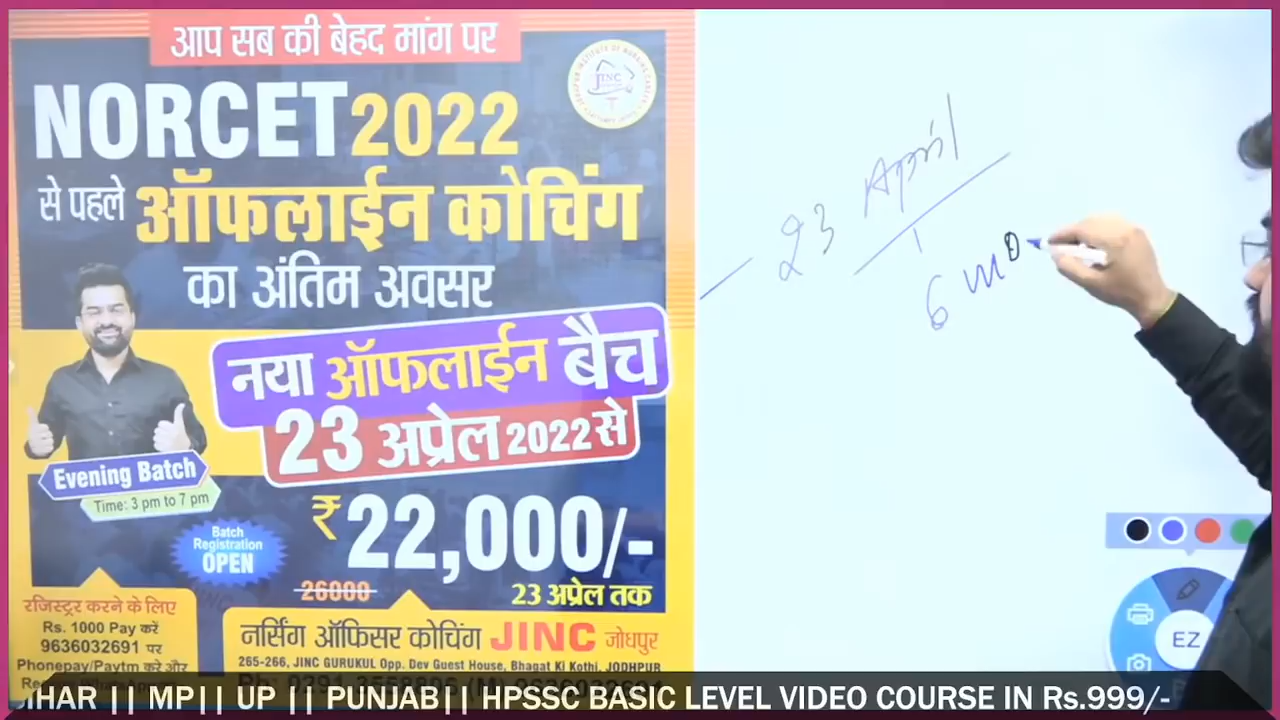 आप सब की बेहद मांग पर
JINC
NORCET 2022
से पहले ऑफलाईन कोचिंग
का अंतिम अवसर
नया ऑफलाईन बैच
23 अप्रेल 2022 से
Evening Batch
Time: 3 pm to 7 pm
₹22,000/-
Batch
Registration
OPEN
26000
23 अप्रेल तक
रजिस्ट्रर करने के लिए
Rs. 1000 Pay करें
9636032691 पर
Phonepay/Paytm करे और
नर्सिंग ऑफिसर कोचिंग JINC जोधपुर
265-266, JINC GURUKUL Opp. Dev Guest House, Bhagat Ki Kothi, JODHPUR
23 April
6 mo
EZ
IHAR || MP|| UP || PUNJAB|| HPSSC BASIC LEVEL VIDEO COURSE IN Rs.999/-